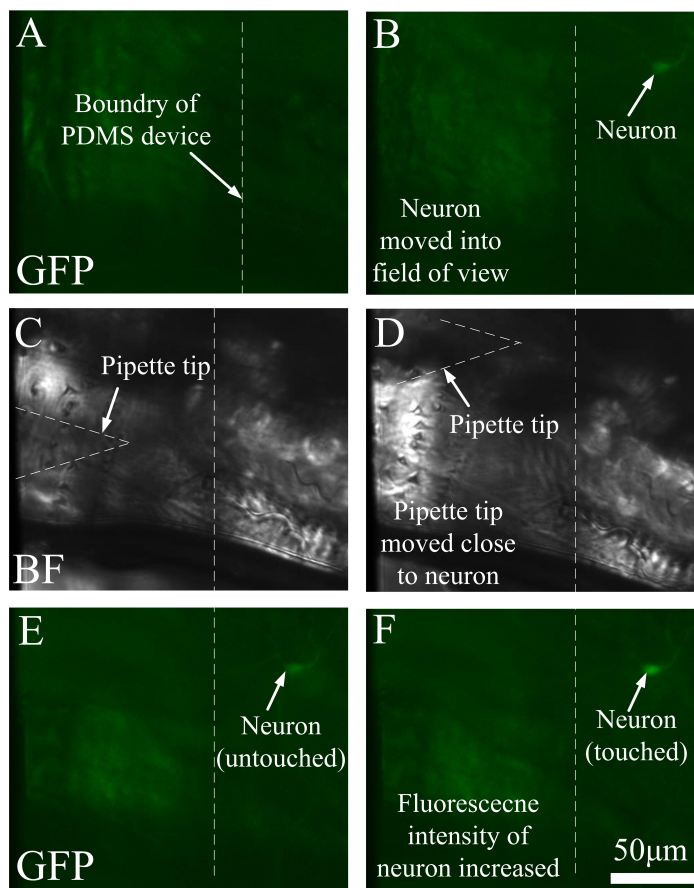 A
Boundry of
PDMS device
GFP
B
Neuron
Neuron
moved into
field of view
C
Pipette tip
BF
D
Pipette tip
Pipette tip
moved close
to neuron
E
Neuron
(untouched)
GFP
F
Neuron
(touched)
Fluorescecne
intensity of
neuron increased
50μm